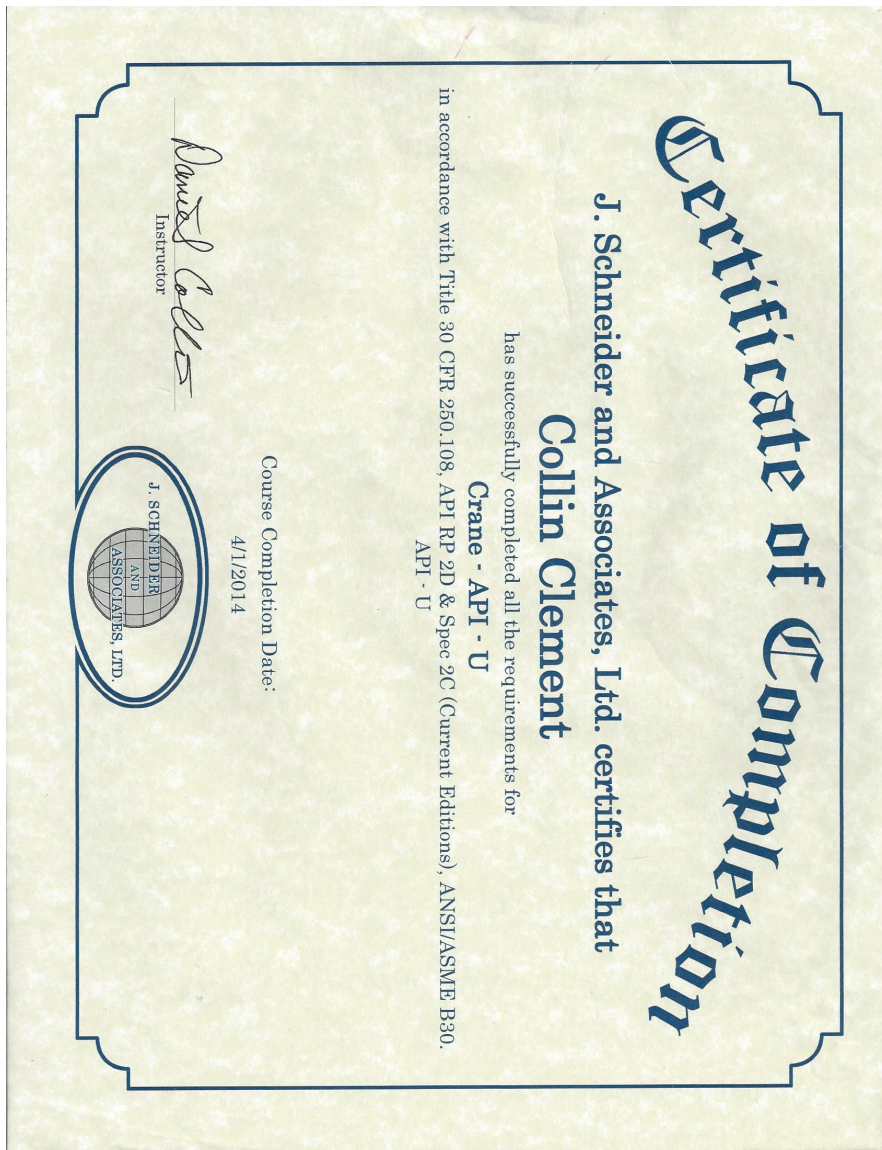 Certificate of Completion
J. Schneider and Associates, Ltd. certifies that
Collin Clement
has successfully completed all the requirements for
Crane - API - U
in accordance with Title 30 CFR 250.108, API RP 2D & Spec 2C (Current Editions), ANSI/ASME B30.
API - U
Course Completion Date:
4/1/2014
Daniel
Instructor
J. SCHNEIDER
AND
ASSOCIATES, LTD.